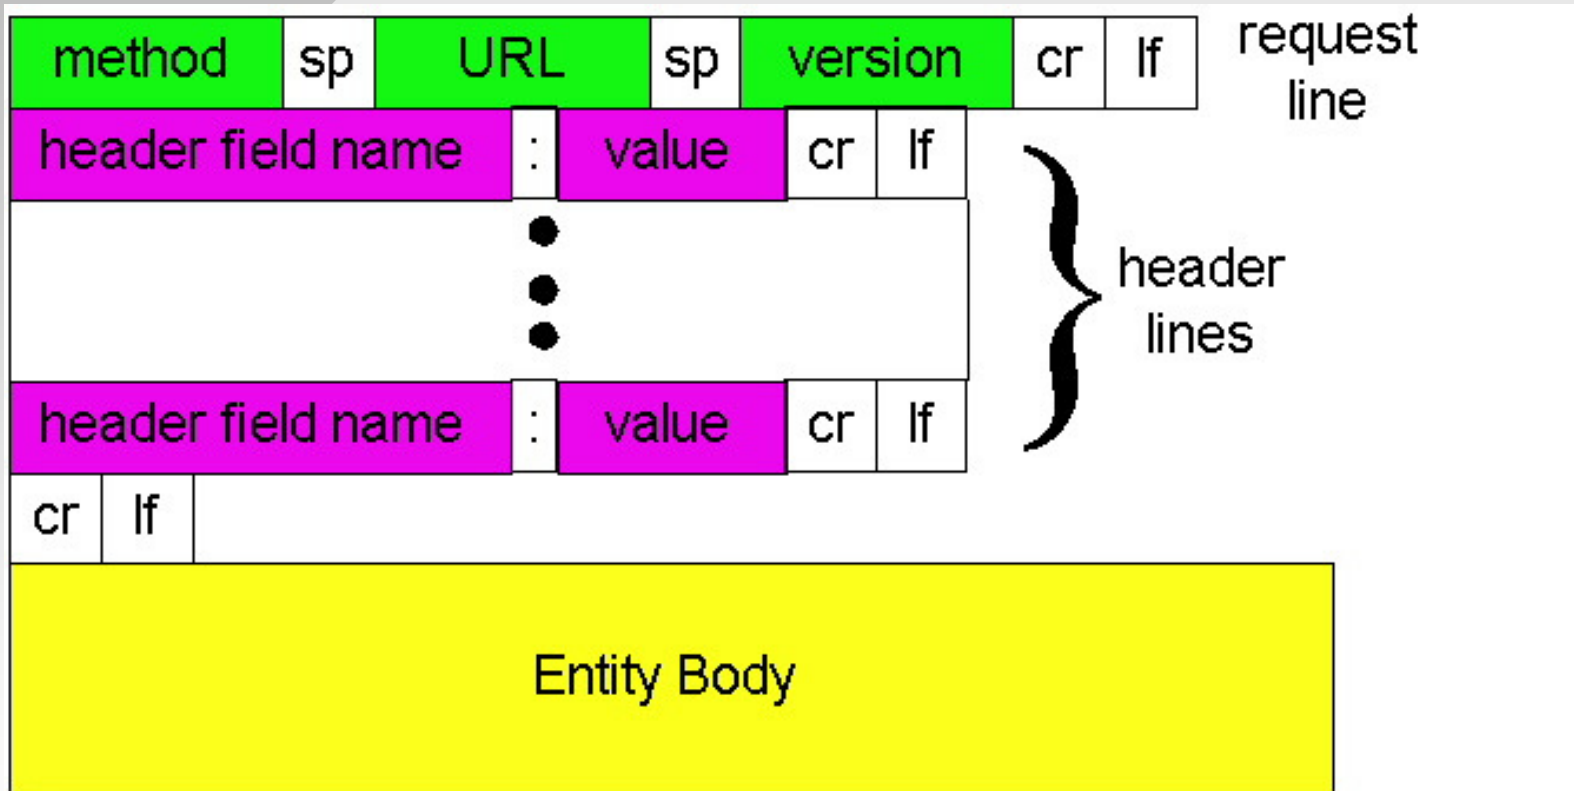 method sp URL sp version cr lf
request
line
header field name : value cr lf
header
lines
header field name : value cr lf
cr lf
Entity Body